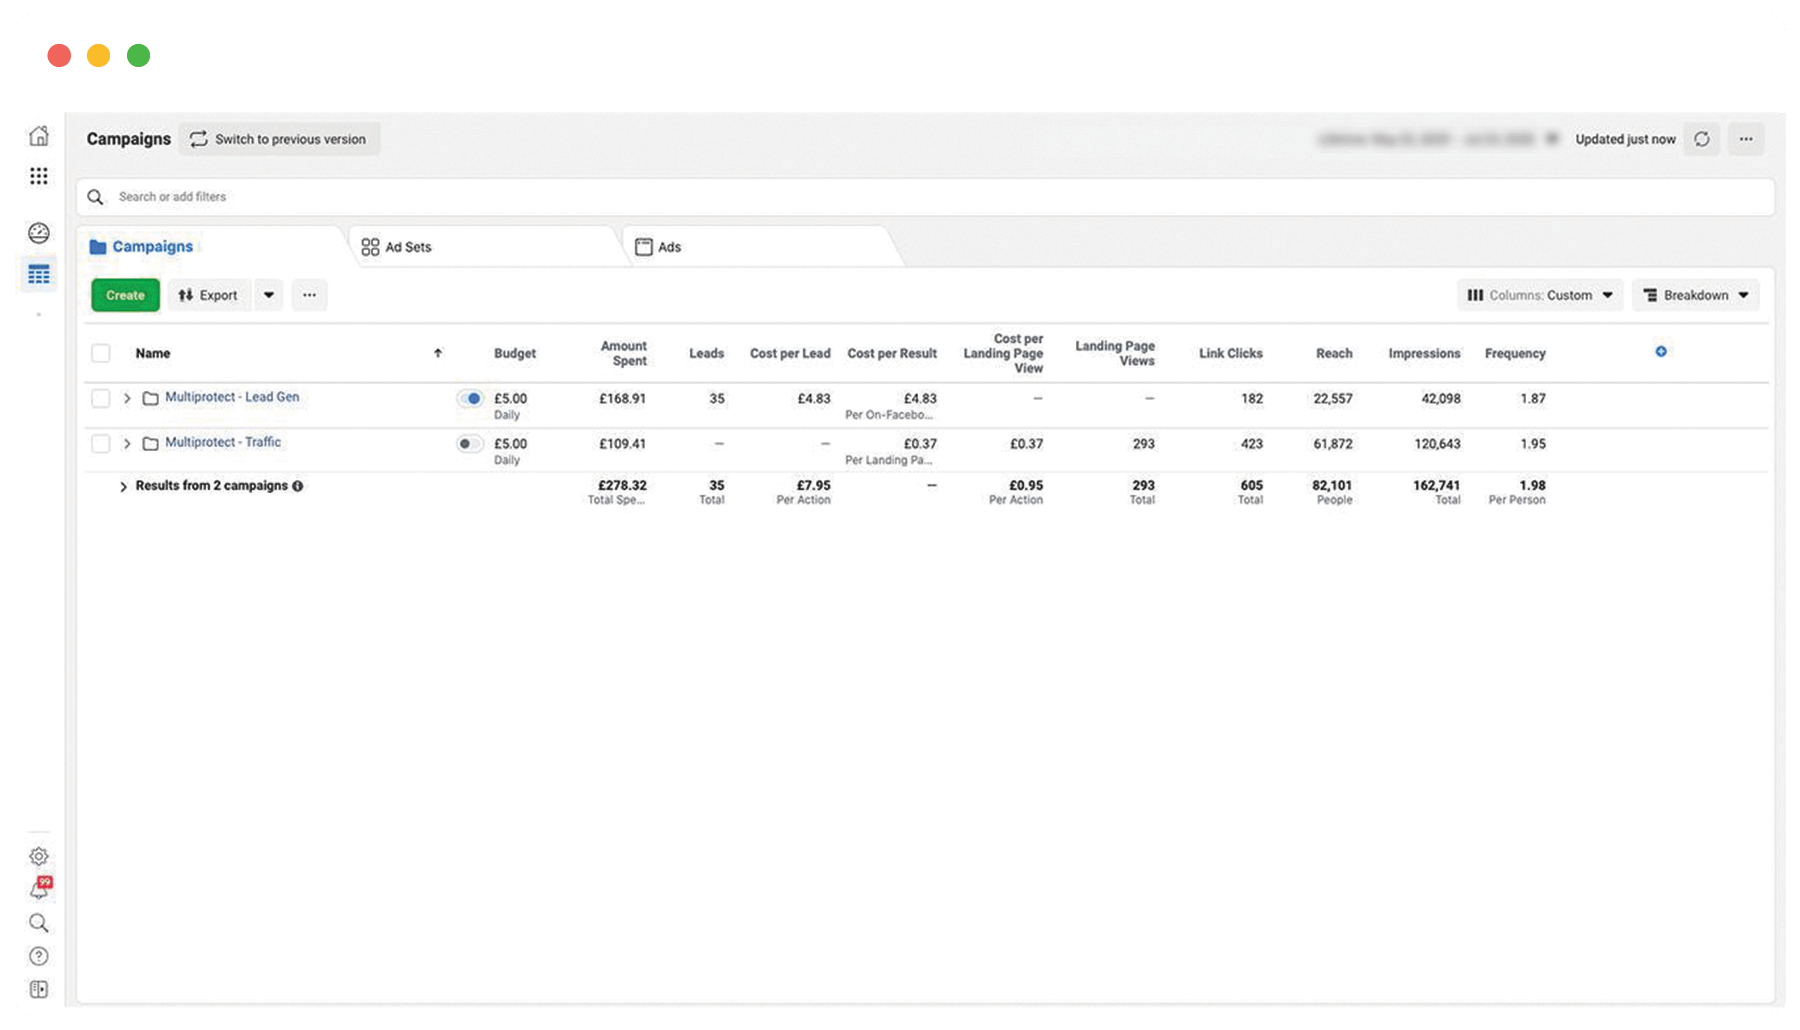 Campaigns Switch to previous version Updated just now
Search or add filters
Campaigns Ad Sets Ads
Create Export Columns: Custom Breakdown
Name Budget Amount Spent Leads Cost per Lead Cost per Result Cost per Landing Page View Landing Page Views Link Clicks Reach Impressions Frequency
Multiprotect - Lead Gen £5.00 £168.91 35 £4.83 £4.83 — — 182 22,557 42,098 1.87
Daily Per On-Facebo...
Multiprotect - Traffic £5.00 £109.41 — — £0.37 £0.37 293 423 61,872 120,643 1.95
Daily Per Landing Pa...
Results from 2 campaigns £278.32 35 £7.95 — £0.95 293 605 82,101 162,741 1.98
Total Spe... Total Per Action Per Action Total Total People Total Per Person
99